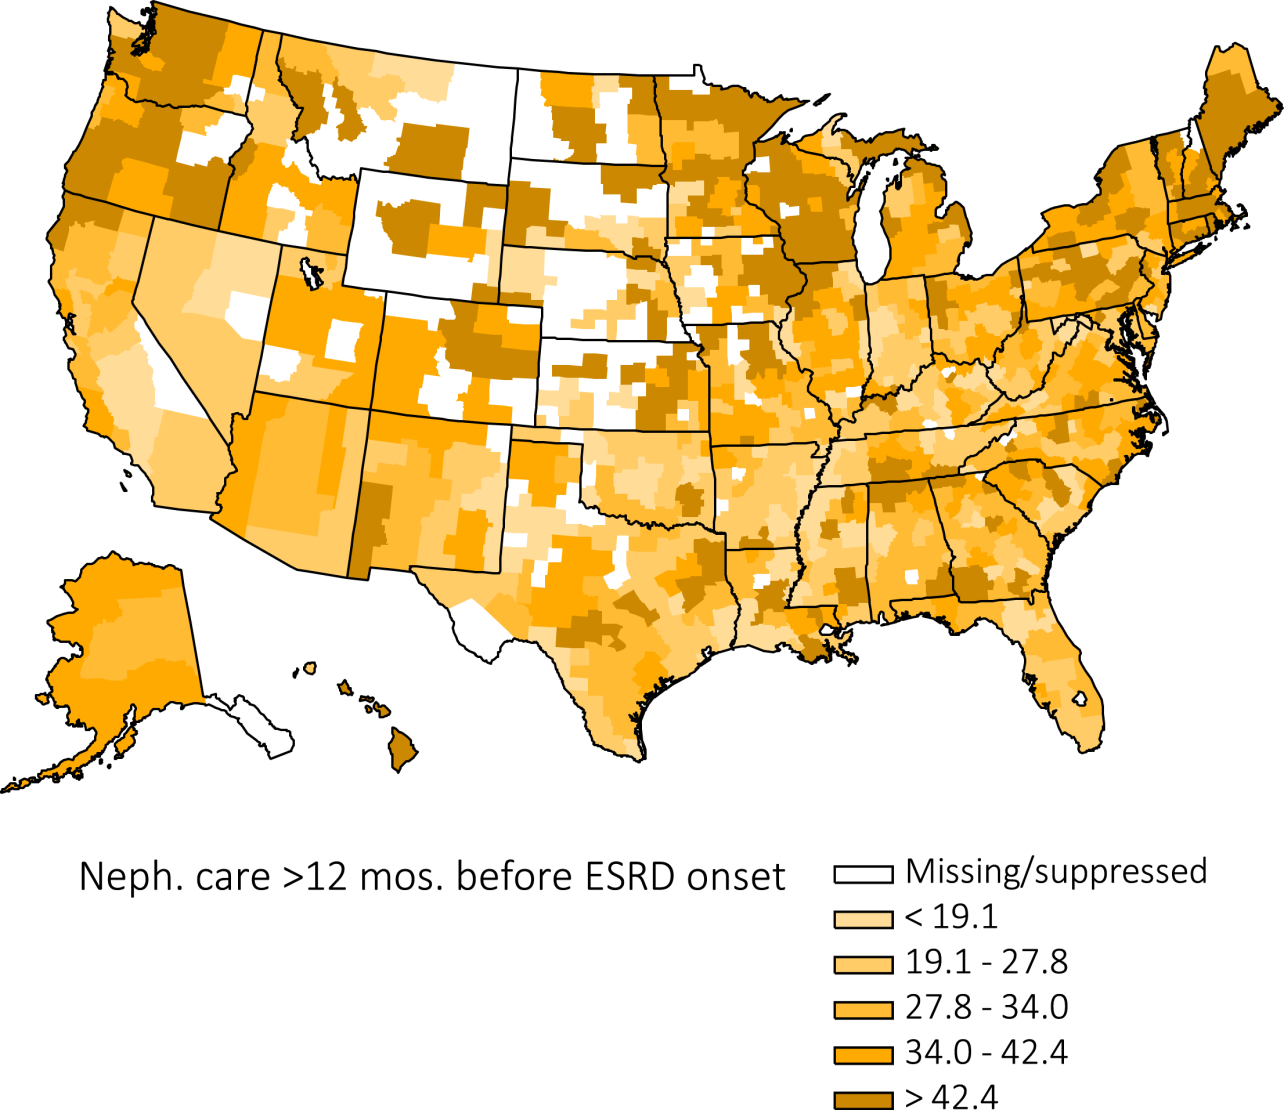 Neph. care >12 mos. before ESRD onset
Missing/suppressed
< 19.1
19.1 - 27.8
27.8 - 34.0
34.0 - 42.4
> 42.4